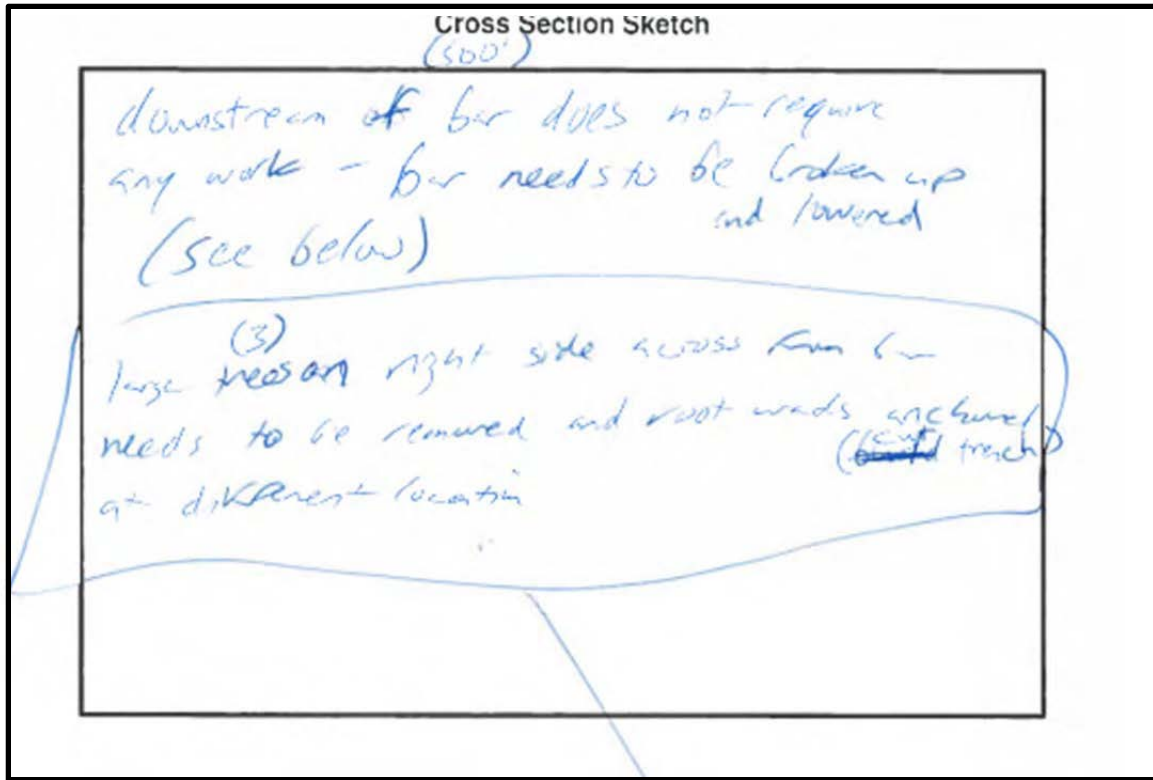 Cross Section Sketch
(500')
downstream of bar does not require
any work - bar needs to be broken up
and lowered
(see below)
(3)
large trees on right side across from bar
needs to be removed and root wads anchored
(cut trench)
at different location